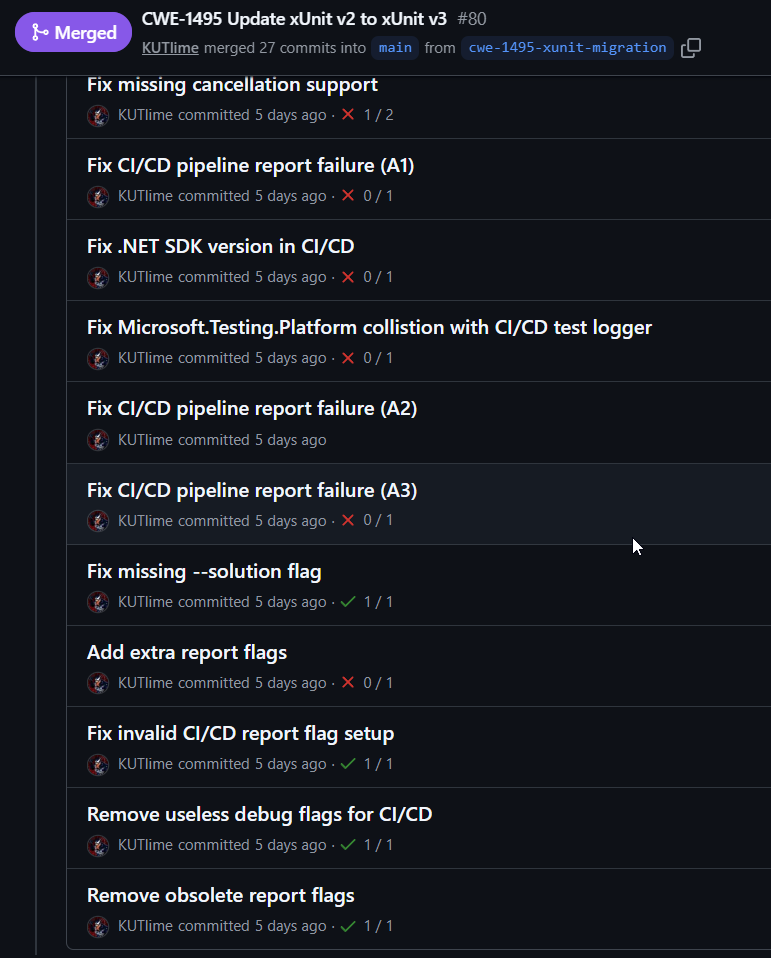 Merged
CWE-1495 Update xUnit v2 to xUnit v3 #80
KUTlime merged 27 commits into main from cwe-1495-xunit-migration
Fix missing cancellation support
KUTlime committed 5 days ago · 1 / 2
Fix CI/CD pipeline report failure (A1)
KUTlime committed 5 days ago · 0 / 1
Fix .NET SDK version in CI/CD
KUTlime committed 5 days ago · 0 / 1
Fix Microsoft.Testing.Platform collistion with CI/CD test logger
KUTlime committed 5 days ago · 0 / 1
Fix CI/CD pipeline report failure (A2)
KUTlime committed 5 days ago
Fix CI/CD pipeline report failure (A3)
KUTlime committed 5 days ago · 0 / 1
Fix missing --solution flag
KUTlime committed 5 days ago · 1 / 1
Add extra report flags
KUTlime committed 5 days ago · 0 / 1
Fix invalid CI/CD report flag setup
KUTlime committed 5 days ago · 1 / 1
Remove useless debug flags for CI/CD
KUTlime committed 5 days ago · 1 / 1
Remove obsolete report flags
KUTlime committed 5 days ago · 1 / 1